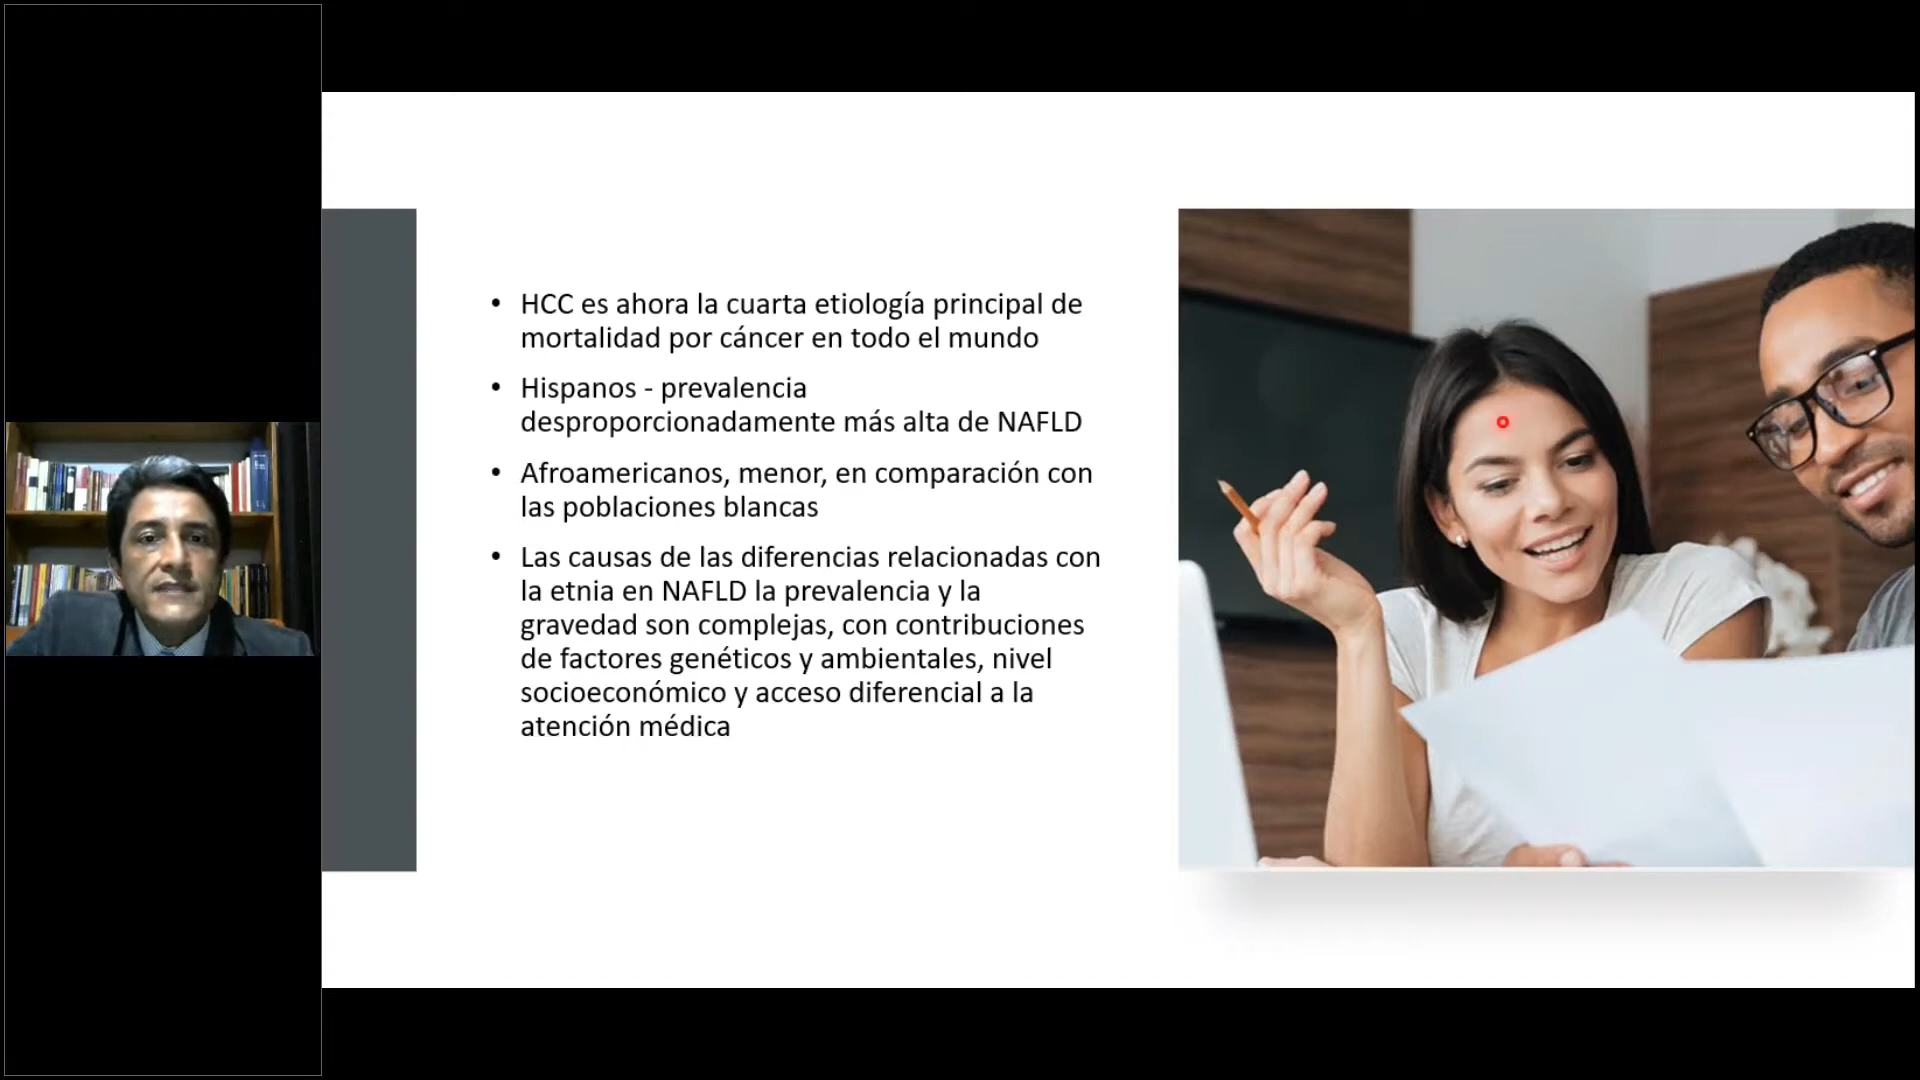 • HCC es ahora la cuarta etiología principal de
mortalidad por cáncer en todo el mundo
• Hispanos - prevalencia
desproporcionadamente más alta de NAFLD
• Afroamericanos, menor, en comparación con
las poblaciones blancas
• Las causas de las diferencias relacionadas con
la etnia en NAFLD la prevalencia y la
gravedad son complejas, con contribuciones
de factores genéticos y ambientales, nivel
socioeconómico y acceso diferencial a la
atención médica